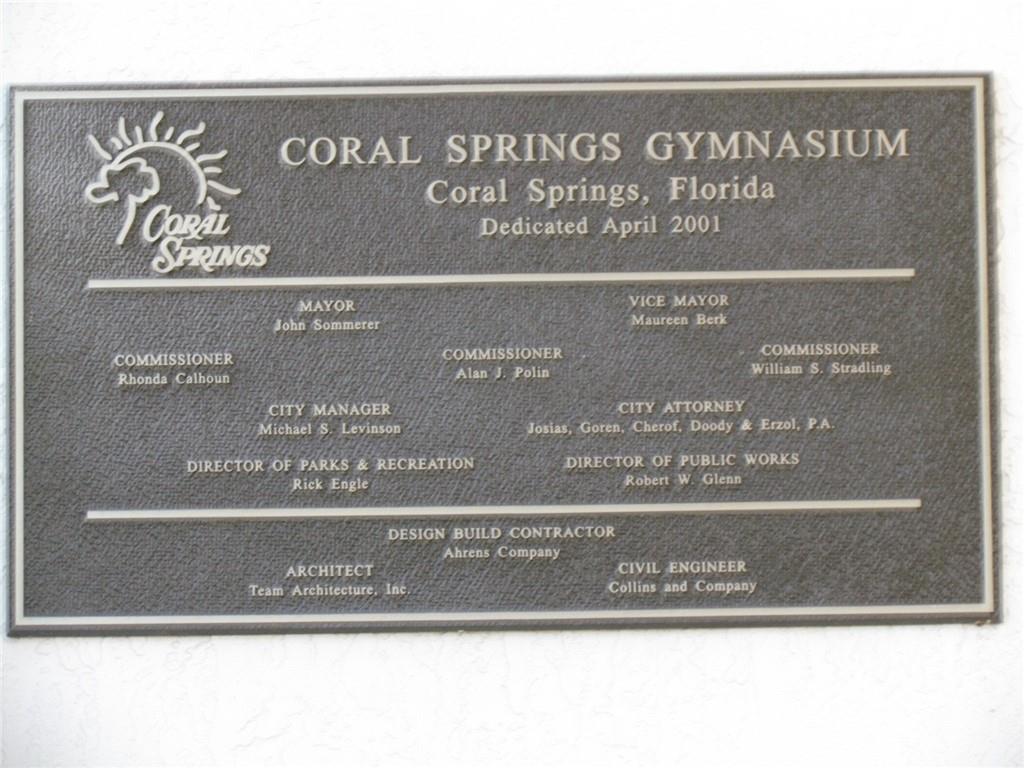 CORAL SPRINGS
CORAL SPRINGS GYMNASIUM
Coral Springs, Florida
Dedicated April 2001
MAYOR
John Sommerer
VICE MAYOR
Maureen Berk
COMMISSIONER
Rhonda Calhoun
COMMISSIONER
Alan J. Polin
COMMISSIONER
William S. Stradling
CITY MANAGER
Michael S. Levinson
CITY ATTORNEY
Josias, Goren, Cherof, Doody & Erzol, P.A.
DIRECTOR OF PARKS & RECREATION
Rick Engle
DIRECTOR OF PUBLIC WORKS
Robert W. Glenn
DESIGN BUILD CONTRACTOR
Ahrens Company
ARCHITECT
Team Architecture, Inc.
CIVIL ENGINEER
Collins and Company